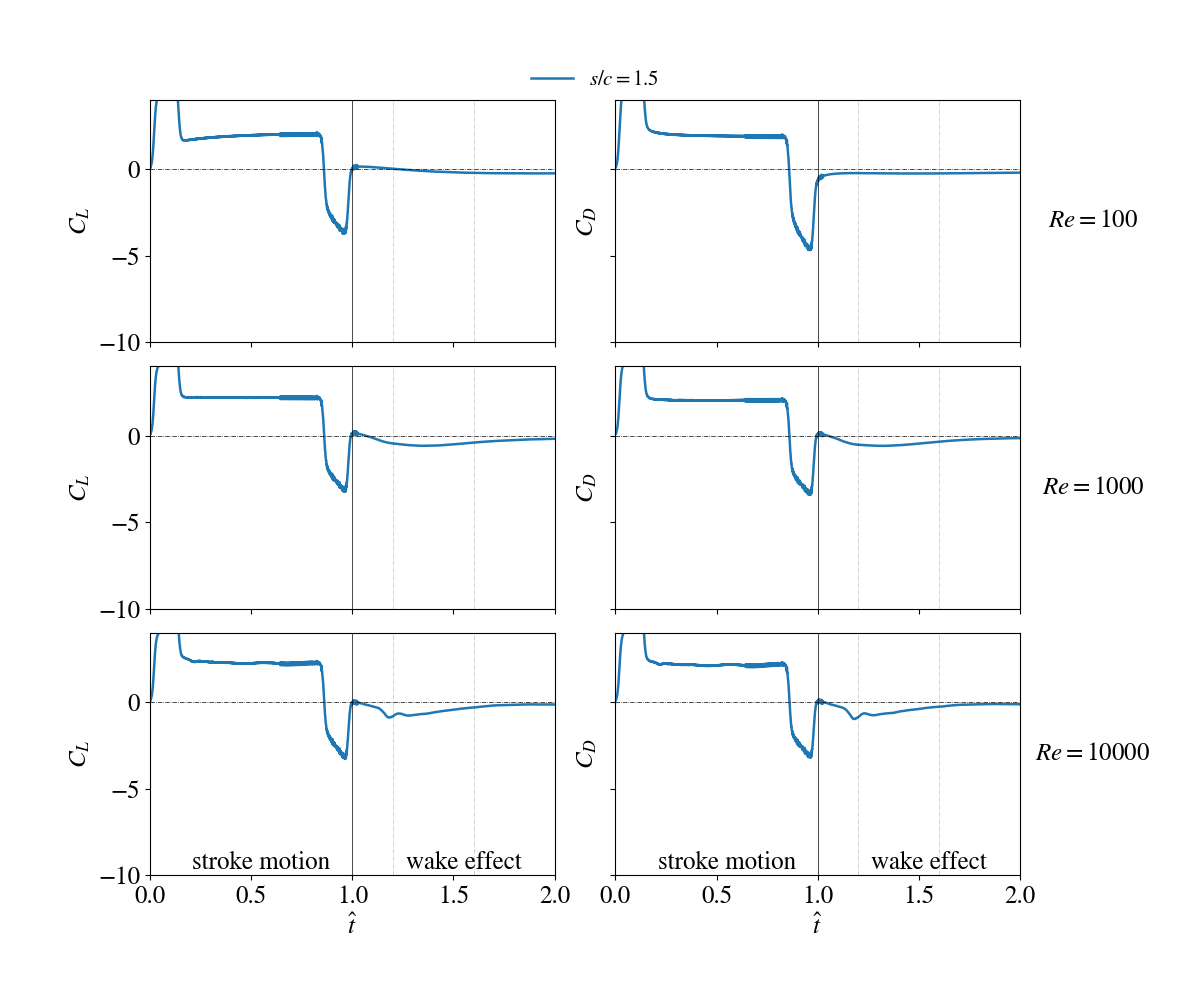 s/c = 1.5
0
−5
−10
C_L
C_D
Re = 100
0
−5
−10
C_L
C_D
Re = 1000
0
−5
−10
C_L
C_D
Re = 10000
stroke motion wake effect
stroke motion wake effect
0.0 0.5 1.0 1.5 2.0
0.0 0.5 1.0 1.5 2.0
t̂
t̂